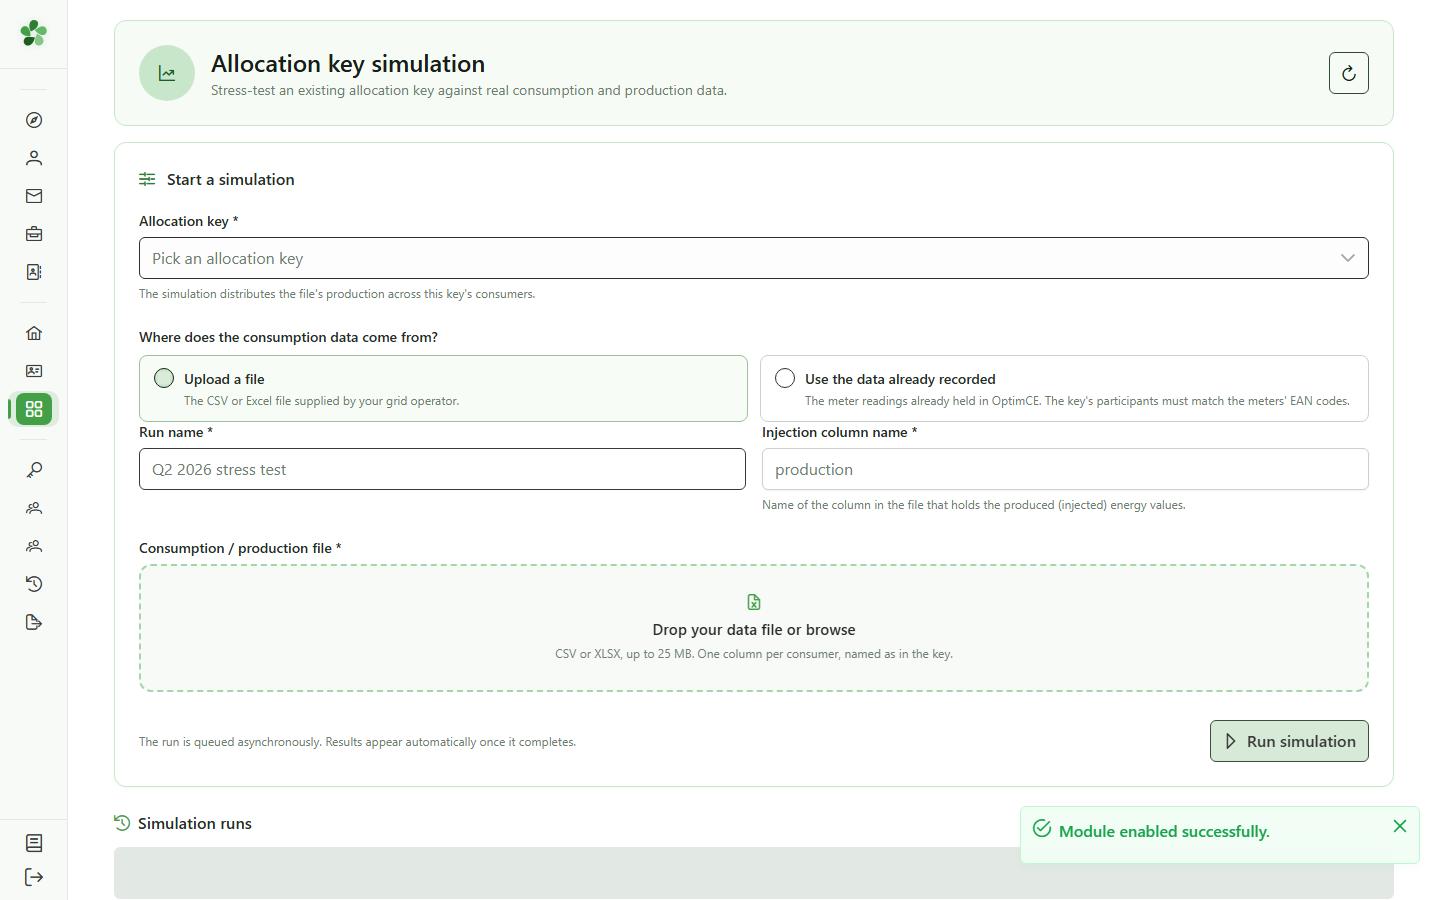 Allocation key simulation
Stress-test an existing allocation key against real consumption and production data.
Start a simulation
Allocation key *
Pick an allocation key
The simulation distributes the file's production across this key's consumers.
Where does the consumption data come from?
Upload a file
The CSV or Excel file supplied by your grid operator.
Use the data already recorded
The meter readings already held in OptimCE. The key's participants must match the meters' EAN codes.
Run name *
Q2 2026 stress test
Injection column name *
production
Name of the column in the file that holds the produced (injected) energy values.
Consumption / production file *
Drop your data file or browse
CSV or XLSX, up to 25 MB. One column per consumer, named as in the key.
The run is queued asynchronously. Results appear automatically once it completes.
Run simulation
Simulation runs
Module enabled successfully.